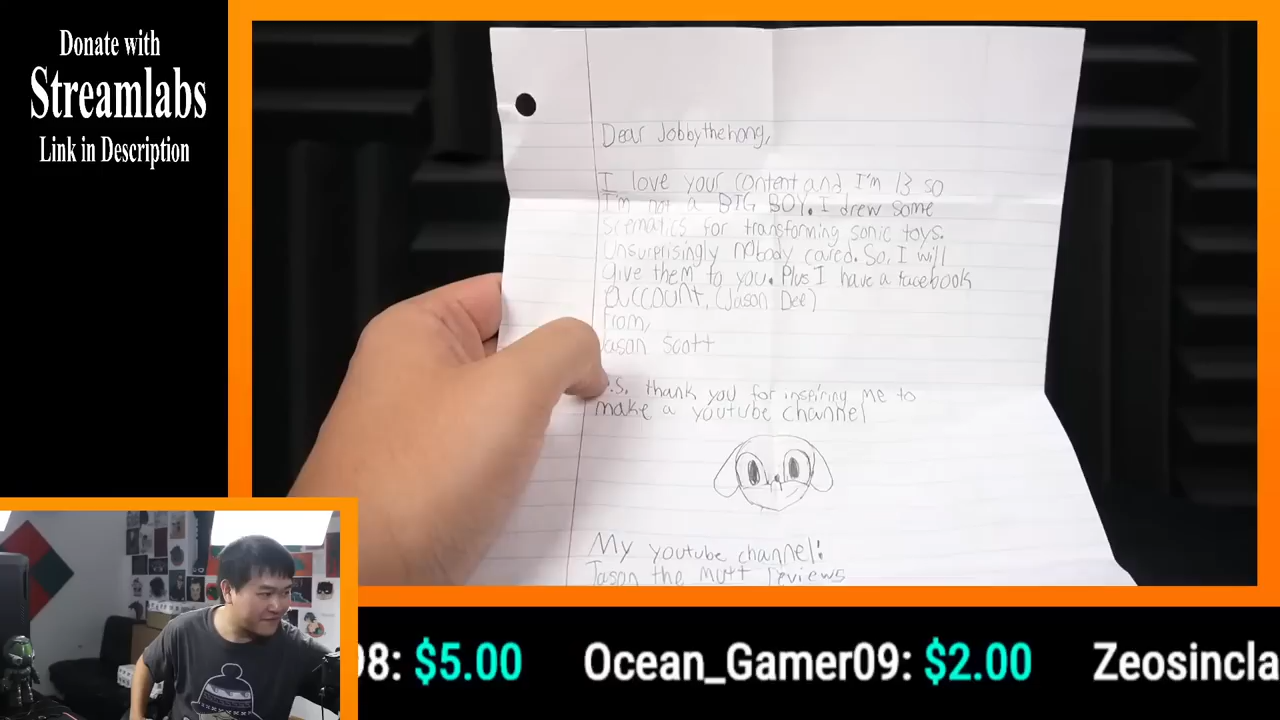 Donate with
Streamlabs
Link in Description
Dear Jobbythehong,
I love your content and I'm 13 so
I'm not a BIG BOY. I drew some
scematics for transforming sonic toys.
Unsurprisingly nobody cared. So, I will
give them to you. Plus I have a facebook
account, (Jason Dee)
From,
Jason Scott
P.S. thank you for inspiring me to
make a youtube channel
My youtube channel:
Jason the mutt reviews
08: $5.00 Ocean_Gamer09: $2.00 Zeosincla